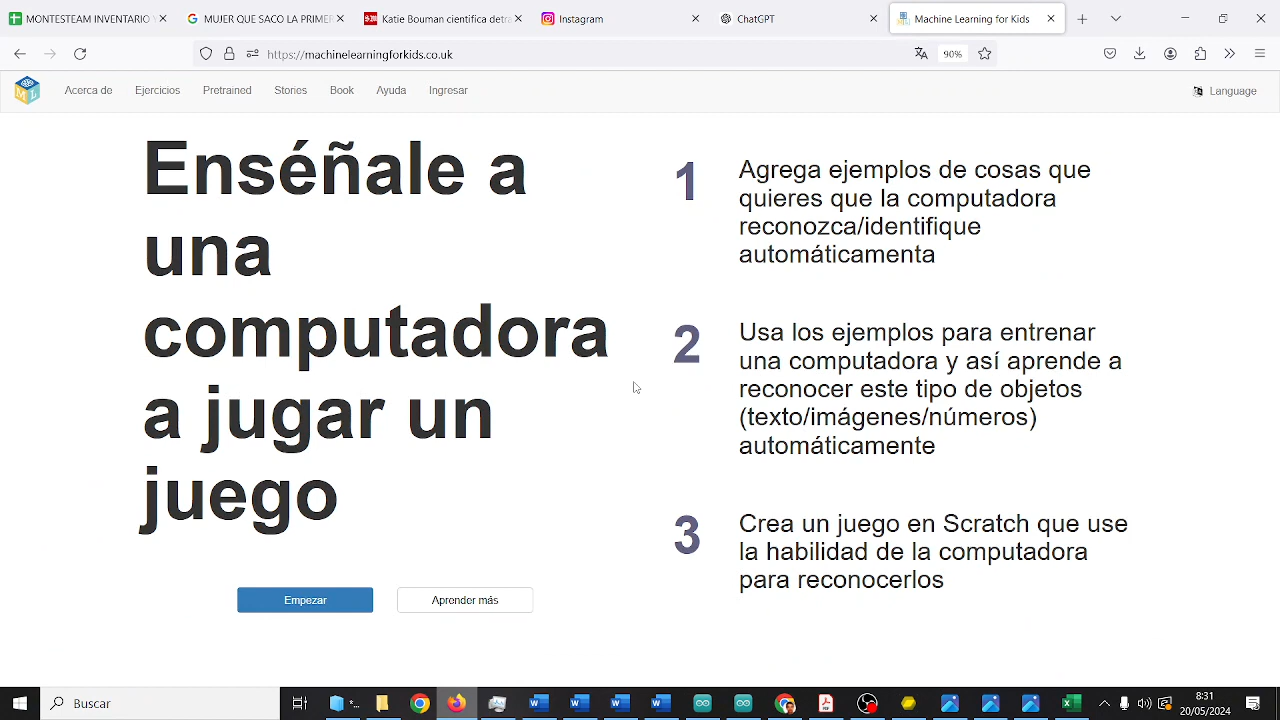 MONTESTEAM INVENTARIO
MUJER QUE SACO LA PRIMER
Katie Bouman, científica detra
Instagram
ChatGPT
Machine Learning for Kids
https://machinelearningforkids.co.uk
90%
Acerca de
Ejercicios
Pretrained
Stories
Book
Ayuda
Ingresar
Language
Enséñale a
una
computadora
a jugar un
juego
Empezar
Aprender más
1
Agrega ejemplos de cosas que
quieres que la computadora
reconozca/identifique
automáticamenta
2
Usa los ejemplos para entrenar
una computadora y así aprende a
reconocer este tipo de objetos
(texto/imágenes/números)
automáticamente
3
Crea un juego en Scratch que use
la habilidad de la computadora
para reconocerlos
Buscar
8:31
20/05/2024